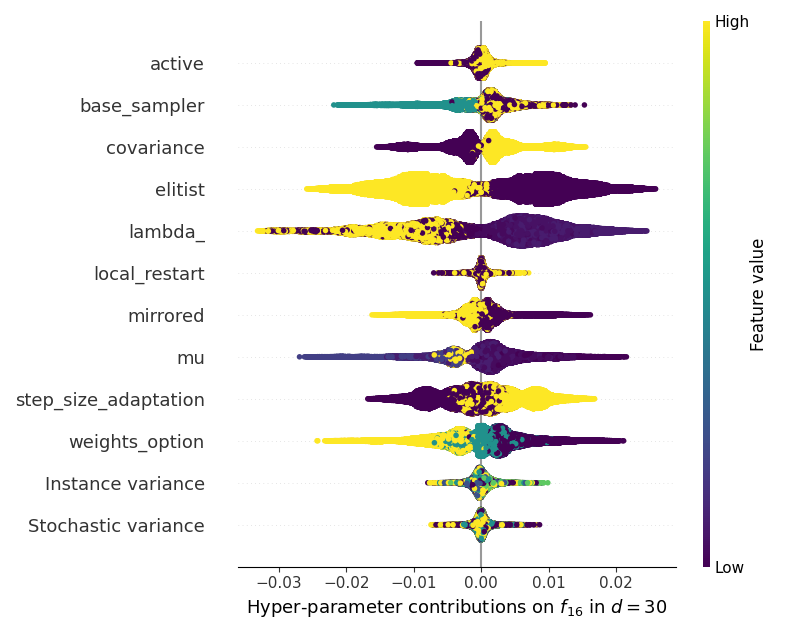 High
active
base_sampler
covariance
elitist
lambda_
local_restart
mirrored
mu
step_size_adaptation
weights_option
Instance variance
Stochastic variance
Feature value
Low
−0.03 −0.02 −0.01 0.00 0.01 0.02
Hyper-parameter contributions on f16 in d = 30